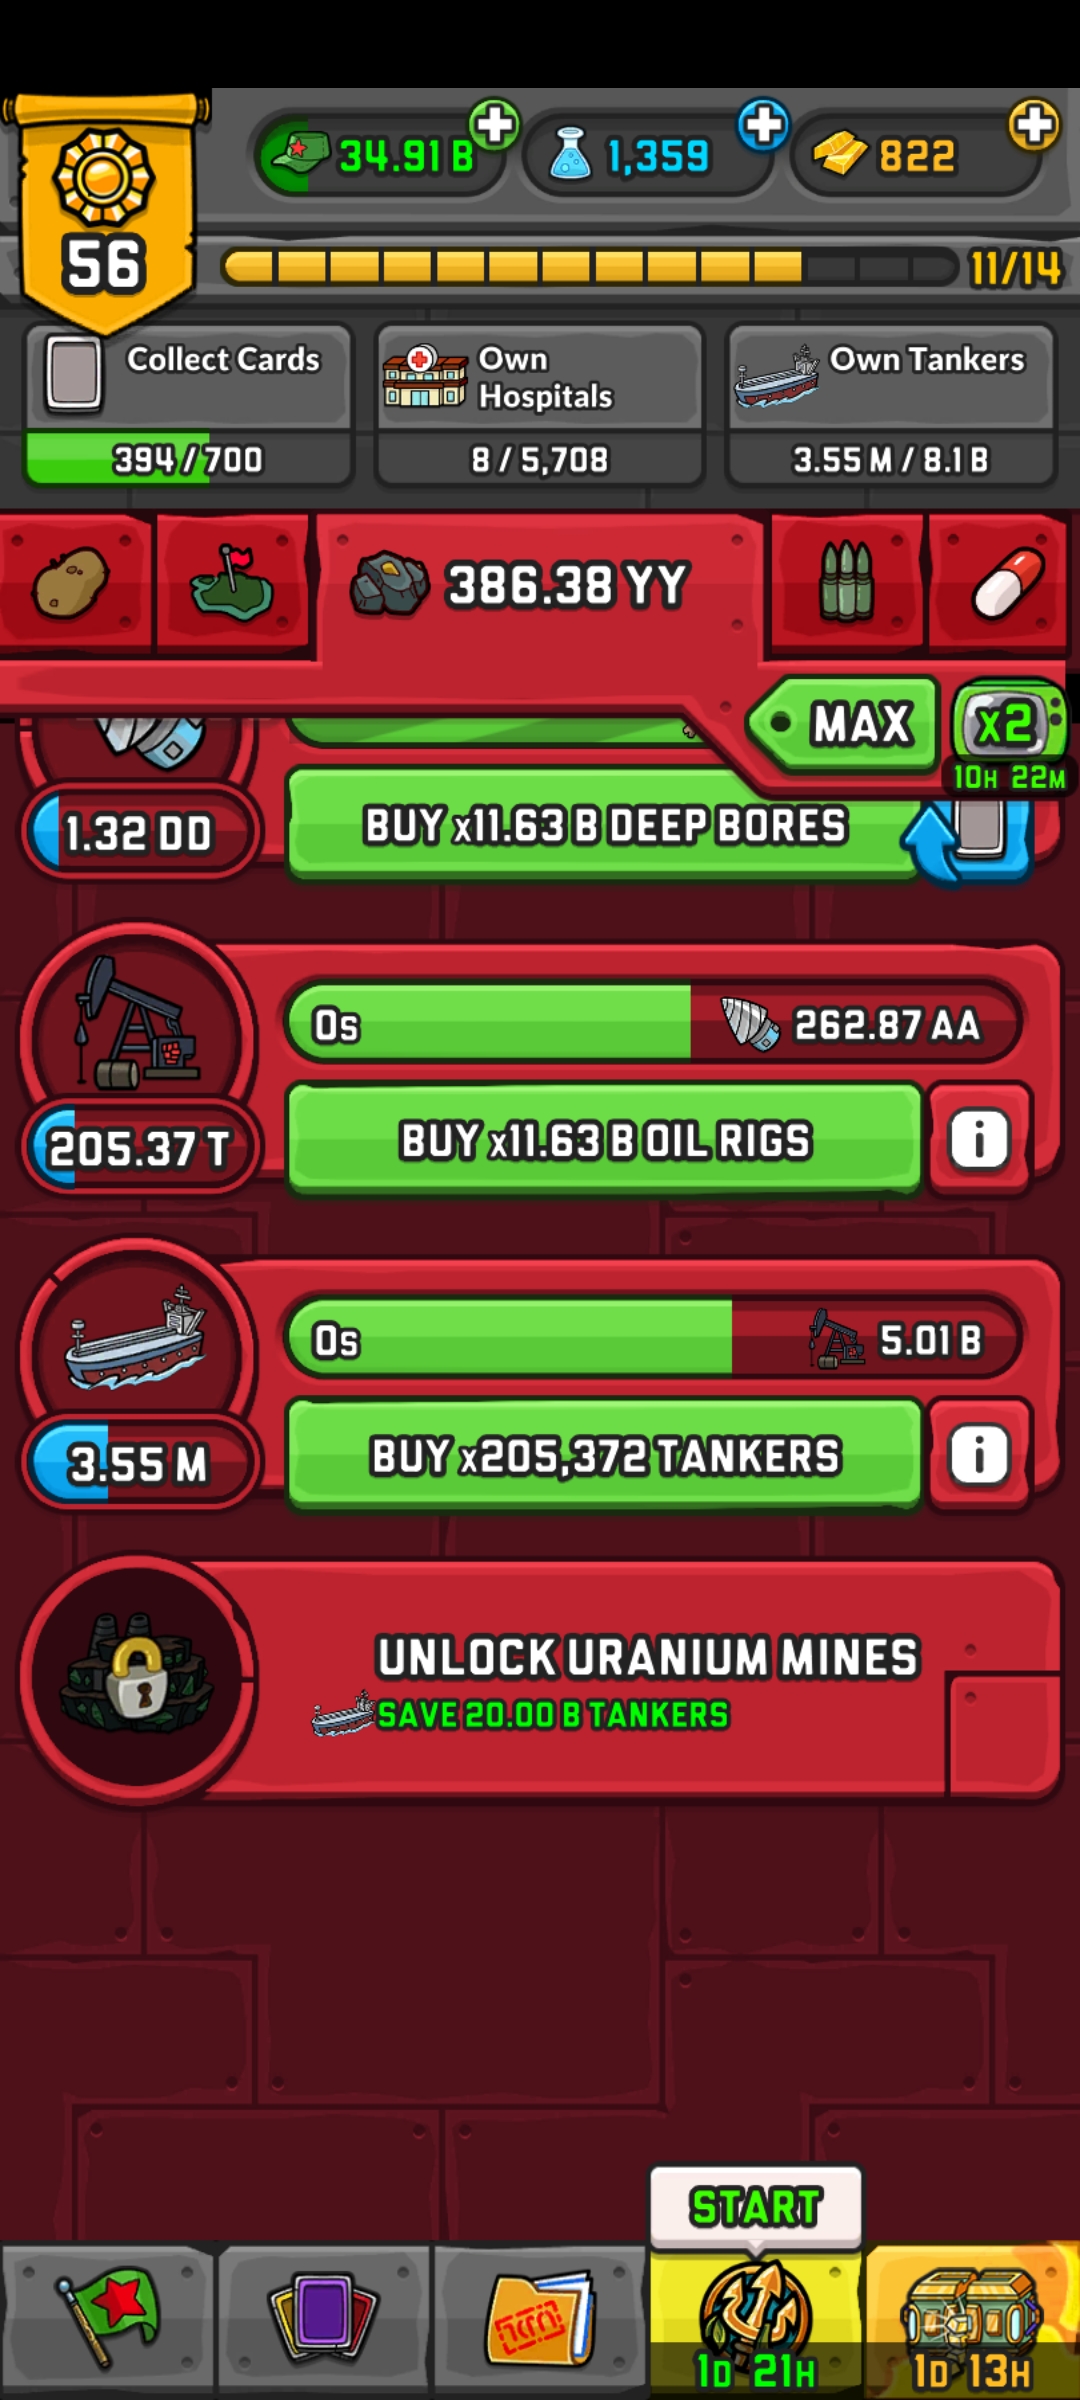 34.91 B
1,359
822
56
11/14
Collect Cards
394/700
Own
Hospitals
8/5,708
Own Tankers
3.55 M/8.1 B
386.38 YY
MAX
x2
10H 22M
1.32 DD
BUY x11.63 B DEEP BORES
0s
262.87 AA
205.37 T
BUY x11.63 B OIL RIGS
i
0s
5.01 B
3.55 M
BUY x205,372 TANKERS
i
UNLOCK URANIUM MINES
SAVE 20.00 B TANKERS
START
1D 21H
1D 13H